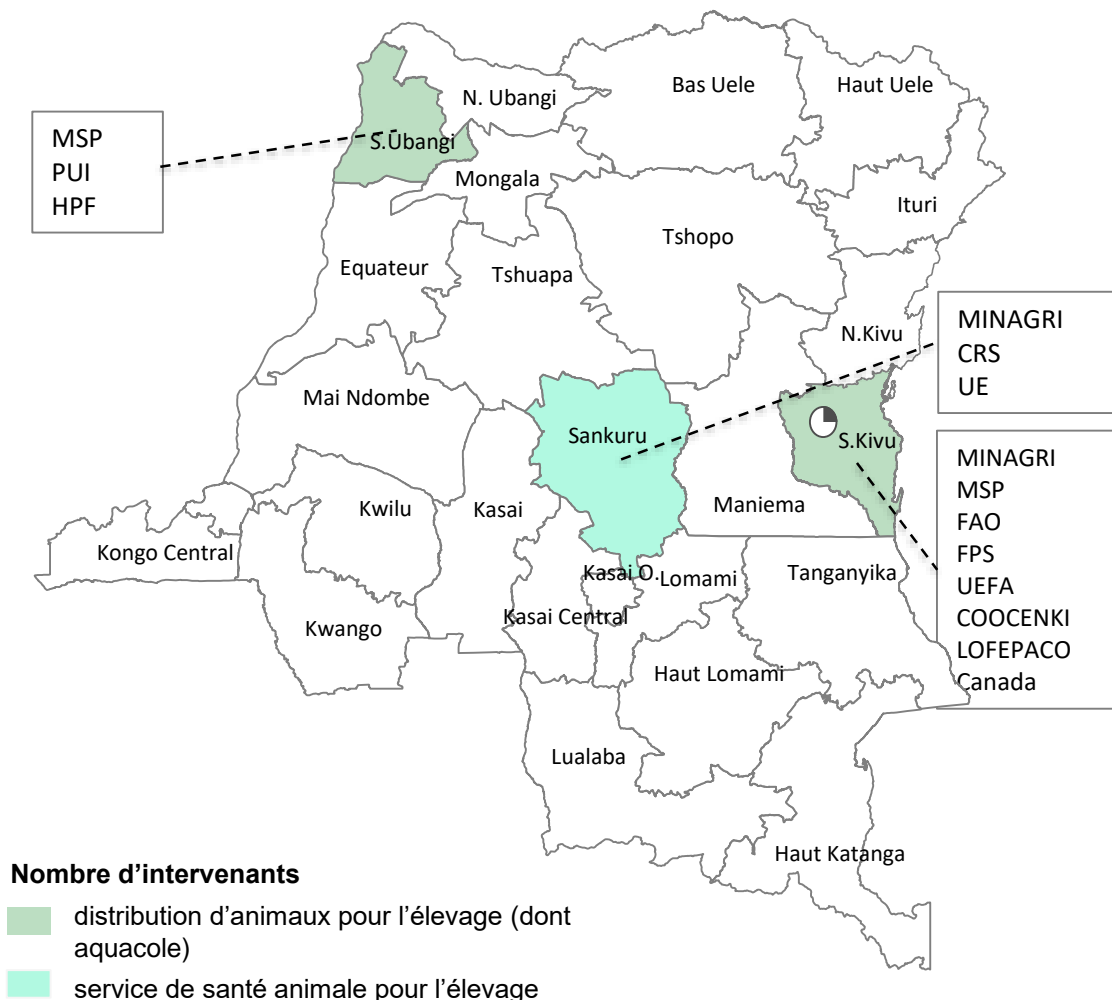 Bas Uele
Haut Uele
N. Ubangi
MSP
PUI
HPF
S.Ubangi
Mongala
Ituri
Tshopo
Equateur
Tshuapa
N.Kivu
MINAGRI
CRS
UE
Mai Ndombe
Sankuru
S.Kivu
MINAGRI
MSP
FAO
FPS
UEFA
COOCENKI
LOFEPACO
Canada
Kwilu
Kasai
Maniema
Kongo Central
Kasai O.
Lomami
Tanganyika
Kasai Central
Kwango
Haut Lomami
Lualaba
Haut Katanga
Nombre d'intervenants
distribution d'animaux pour l'élevage (dont
aquacole)
service de santé animale pour l'élevage